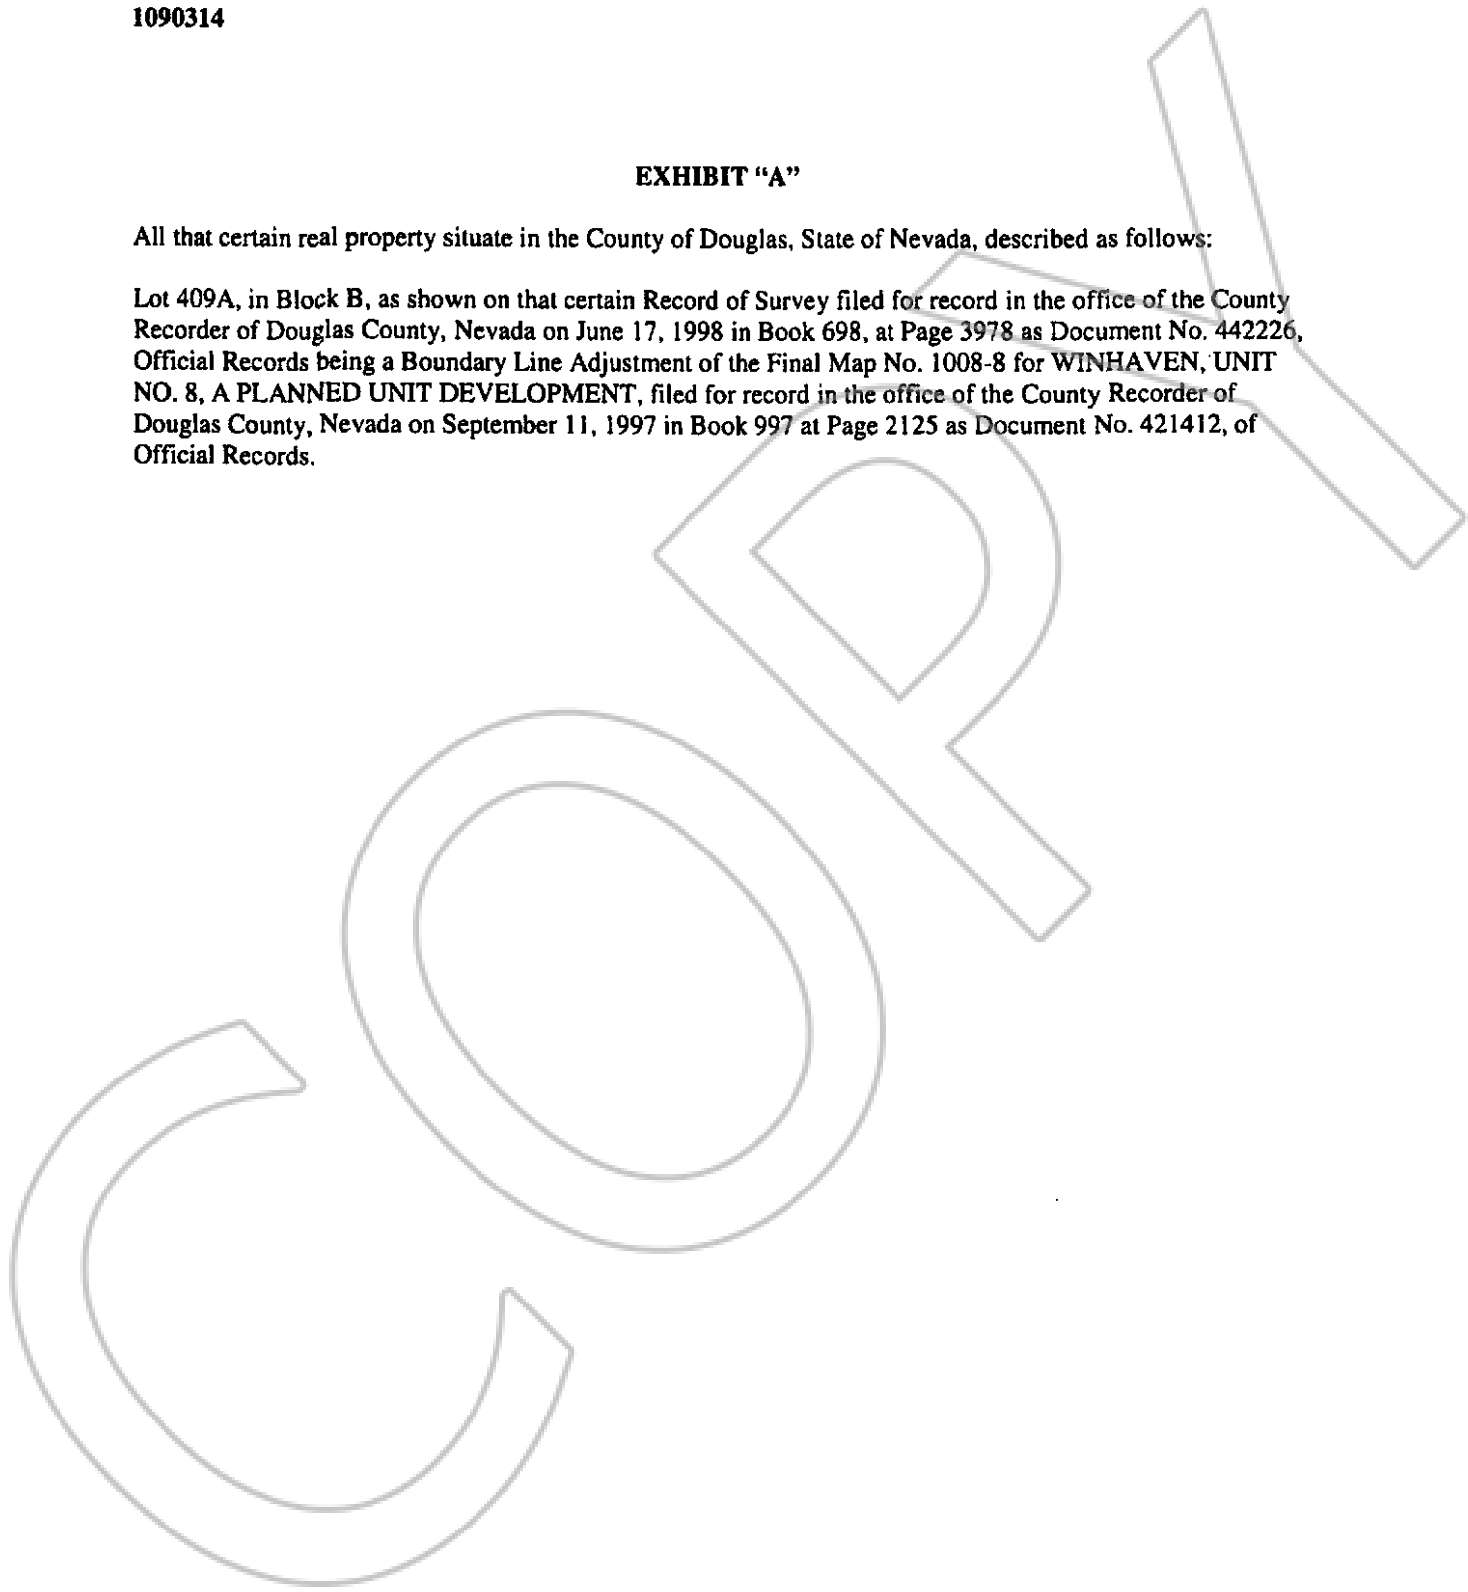 1090314
EXHIBIT “A”
All that certain real property situate in the County of Douglas, State of Nevada, described as follows:
Lot 409A, in Block B, as shown on that certain Record of Survey filed for record in the office of the County
Recorder of Douglas County, Nevada on June 17, 1998 in Book 698, at Page 3978 as Document No. 442226,
Official Records being a Boundary Line Adjustment of the Final Map No. 1008-8 for WINHAVEN, UNIT
NO. 8, A PLANNED UNIT DEVELOPMENT, filed for record in the office of the County Recorder of
Douglas County, Nevada on September 11, 1997 in Book 997 at Page 2125 as Document No. 421412, of
Official Records.
COPY